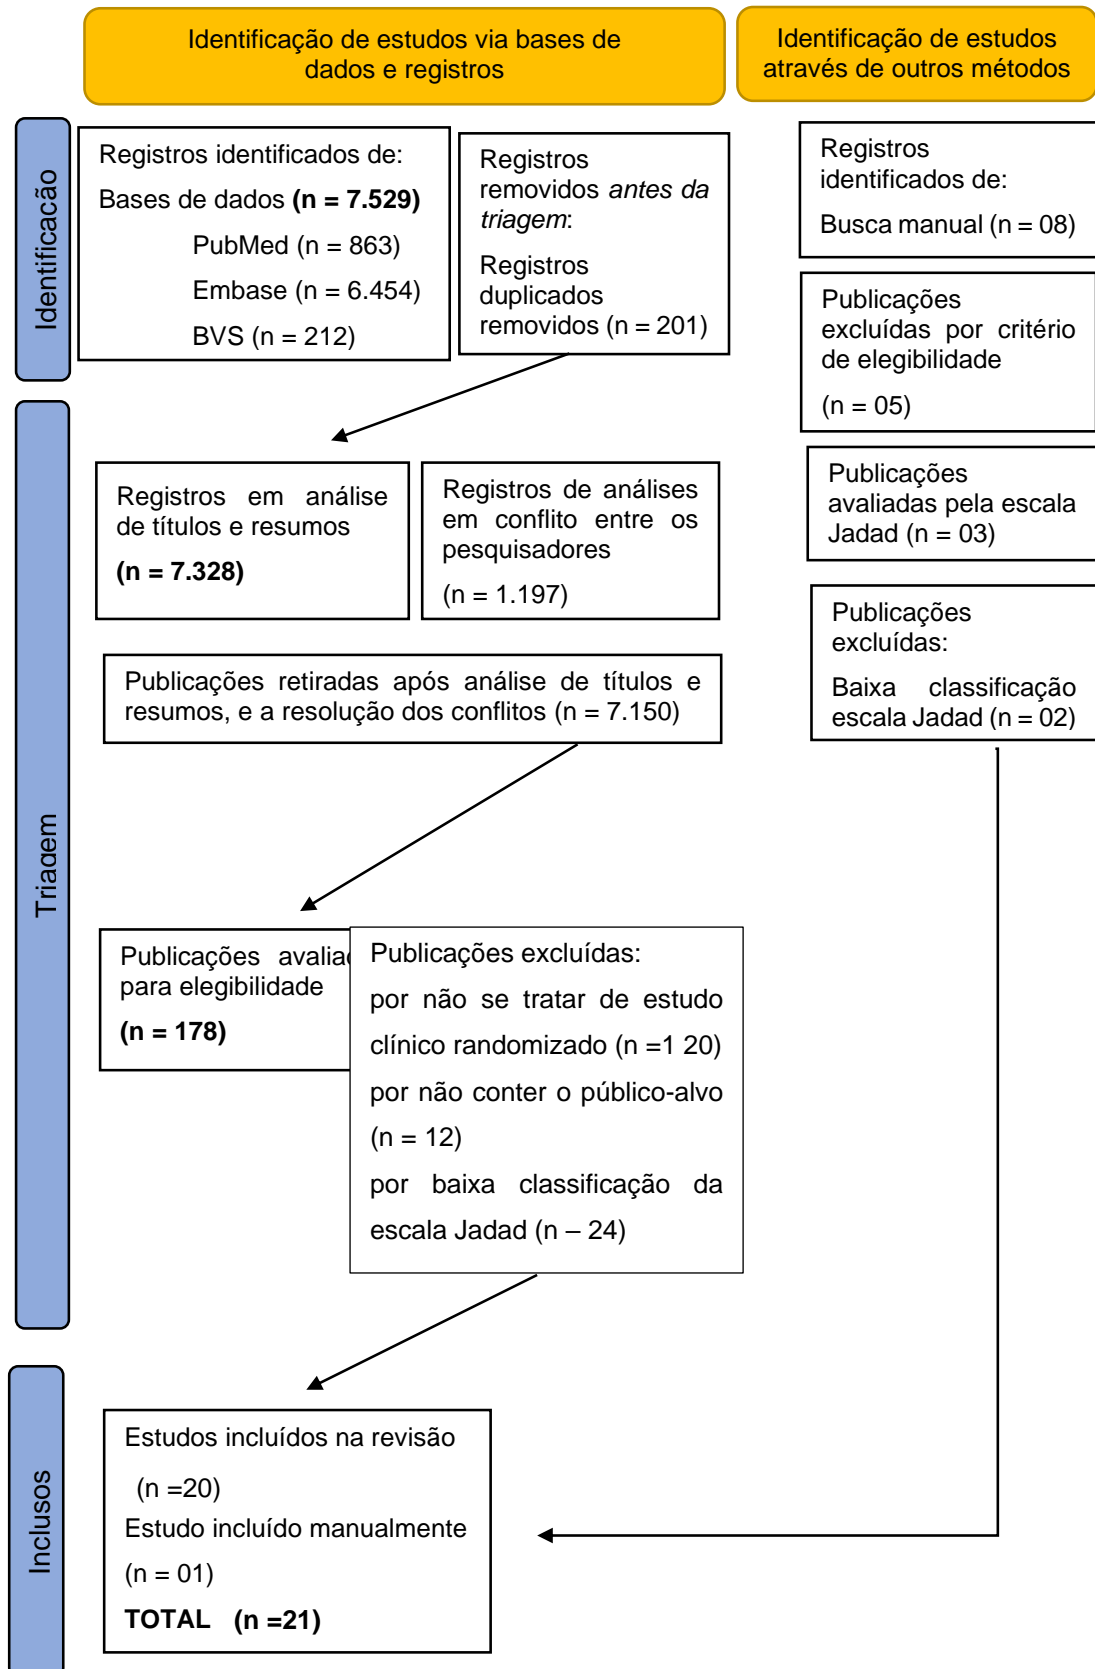 Identificação de estudos via bases de
dados e registros
Identificação de estudos
através de outros métodos
Identificação
Registros identificados de:
Bases de dados (n = 7.529)
PubMed (n = 863)
Embase (n = 6.454)
BVS (n = 212)
Registros
removidos antes da
triagem:
Registros
duplicados
removidos (n = 201)
Registros
identificados de:
Busca manual (n = 08)
Publicações
excluídas por critério
de elegibilidade
(n = 05)
Triagem
Registros em análise
de títulos e resumos
(n = 7.328)
Registros de análises
em conflito entre os
pesquisadores
(n = 1.197)
Publicações
avaliadas pela escala
Jadad (n = 03)
Publicações
excluídas:
Baixa classificação
escala Jadad (n = 02)
Publicações retiradas após análise de títulos e
resumos, e a resolução dos conflitos (n = 7.150)
Publicações avaliad
para elegibilidade
(n = 178)
Publicações excluídas:
por não se tratar de estudo
clínico randomizado (n =1 20)
por não conter o público-alvo
(n = 12)
por baixa classificação da
escala Jadad (n – 24)
Inclusos
Estudos incluídos na revisão
(n =20)
Estudo incluído manualmente
(n = 01)
TOTAL (n =21)